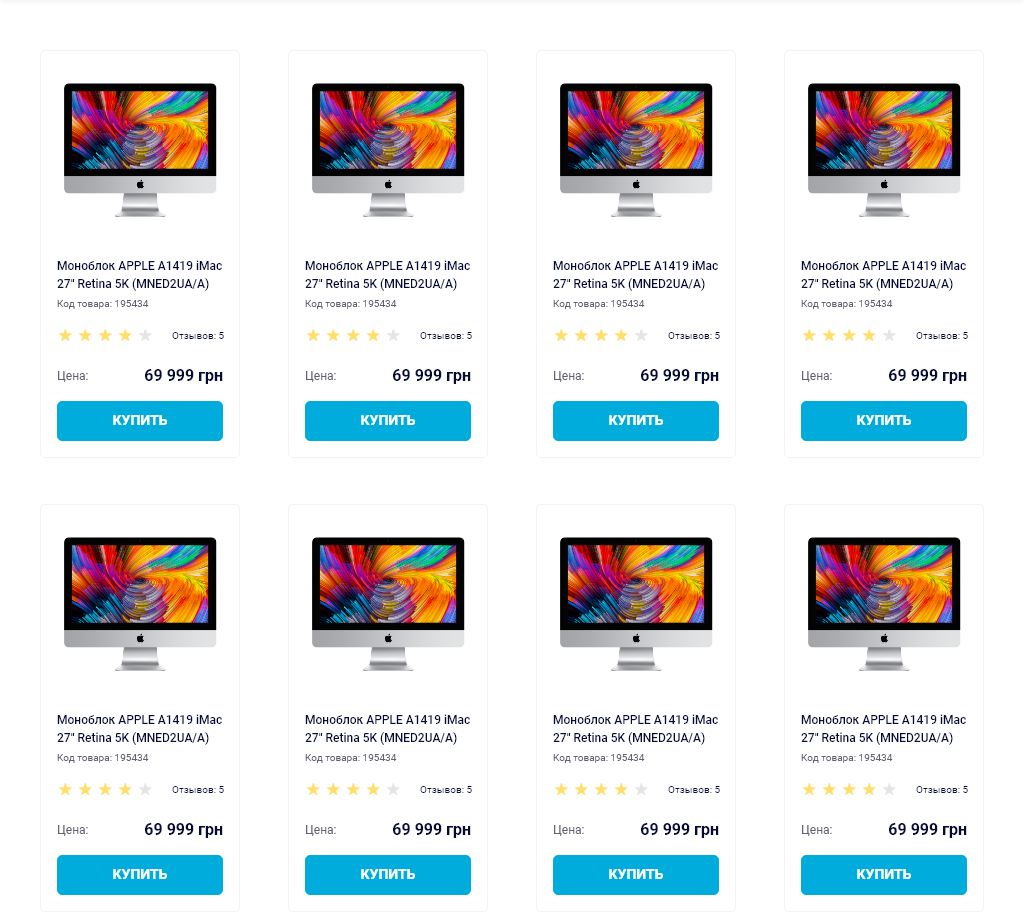 Моноблок APPLE A1419 iMac
27" Retina 5K (MNED2UA/A)
Код товара: 195434
Отзывов: 5
Цена: 69 999 грн
КУПИТЬ
Моноблок APPLE A1419 iMac
27" Retina 5K (MNED2UA/A)
Код товара: 195434
Отзывов: 5
Цена: 69 999 грн
КУПИТЬ
Моноблок APPLE A1419 iMac
27" Retina 5K (MNED2UA/A)
Код товара: 195434
Отзывов: 5
Цена: 69 999 грн
КУПИТЬ
Моноблок APPLE A1419 iMac
27" Retina 5K (MNED2UA/A)
Код товара: 195434
Отзывов: 5
Цена: 69 999 грн
КУПИТЬ
Моноблок APPLE A1419 iMac
27" Retina 5K (MNED2UA/A)
Код товара: 195434
Отзывов: 5
Цена: 69 999 грн
КУПИТЬ
Моноблок APPLE A1419 iMac
27" Retina 5K (MNED2UA/A)
Код товара: 195434
Отзывов: 5
Цена: 69 999 грн
КУПИТЬ
Моноблок APPLE A1419 iMac
27" Retina 5K (MNED2UA/A)
Код товара: 195434
Отзывов: 5
Цена: 69 999 грн
КУПИТЬ
Моноблок APPLE A1419 iMac
27" Retina 5K (MNED2UA/A)
Код товара: 195434
Отзывов: 5
Цена: 69 999 грн
КУПИТЬ